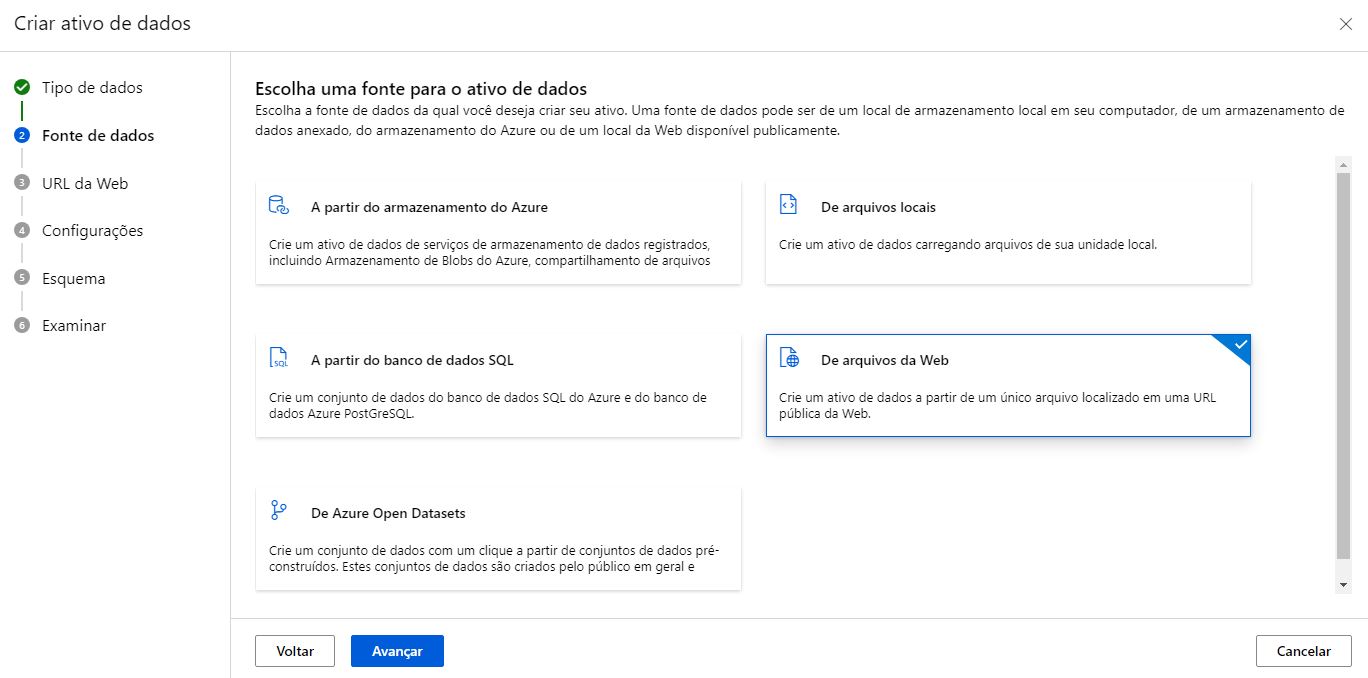 Criar ativo de dados
Tipo de dados
2 Fonte de dados
3 URL da Web
4 Configurações
5 Esquema
6 Examinar
Escolha uma fonte para o ativo de dados
Escolha a fonte de dados da qual você deseja criar seu ativo. Uma fonte de dados pode ser de um local de armazenamento local em seu computador, de um armazenamento de
dados anexado, do armazenamento do Azure ou de um local da Web disponível publicamente.
A partir do armazenamento do Azure
Crie um ativo de dados de serviços de armazenamento de dados registrados,
incluindo Armazenamento de Blobs do Azure, compartilhamento de arquivos
De arquivos locais
Crie um ativo de dados carregando arquivos de sua unidade local.
SQL
A partir do banco de dados SQL
Crie um conjunto de dados do banco de dados SQL do Azure e do banco de
dados Azure PostGreSQL.
De arquivos da Web
Crie um ativo de dados a partir de um único arquivo localizado em uma URL
pública da Web.
De Azure Open Datasets
Crie um conjunto de dados com um clique a partir de conjuntos de dados pré-
construídos. Estes conjuntos de dados são criados pelo público em geral e
Voltar
Avançar
Cancelar